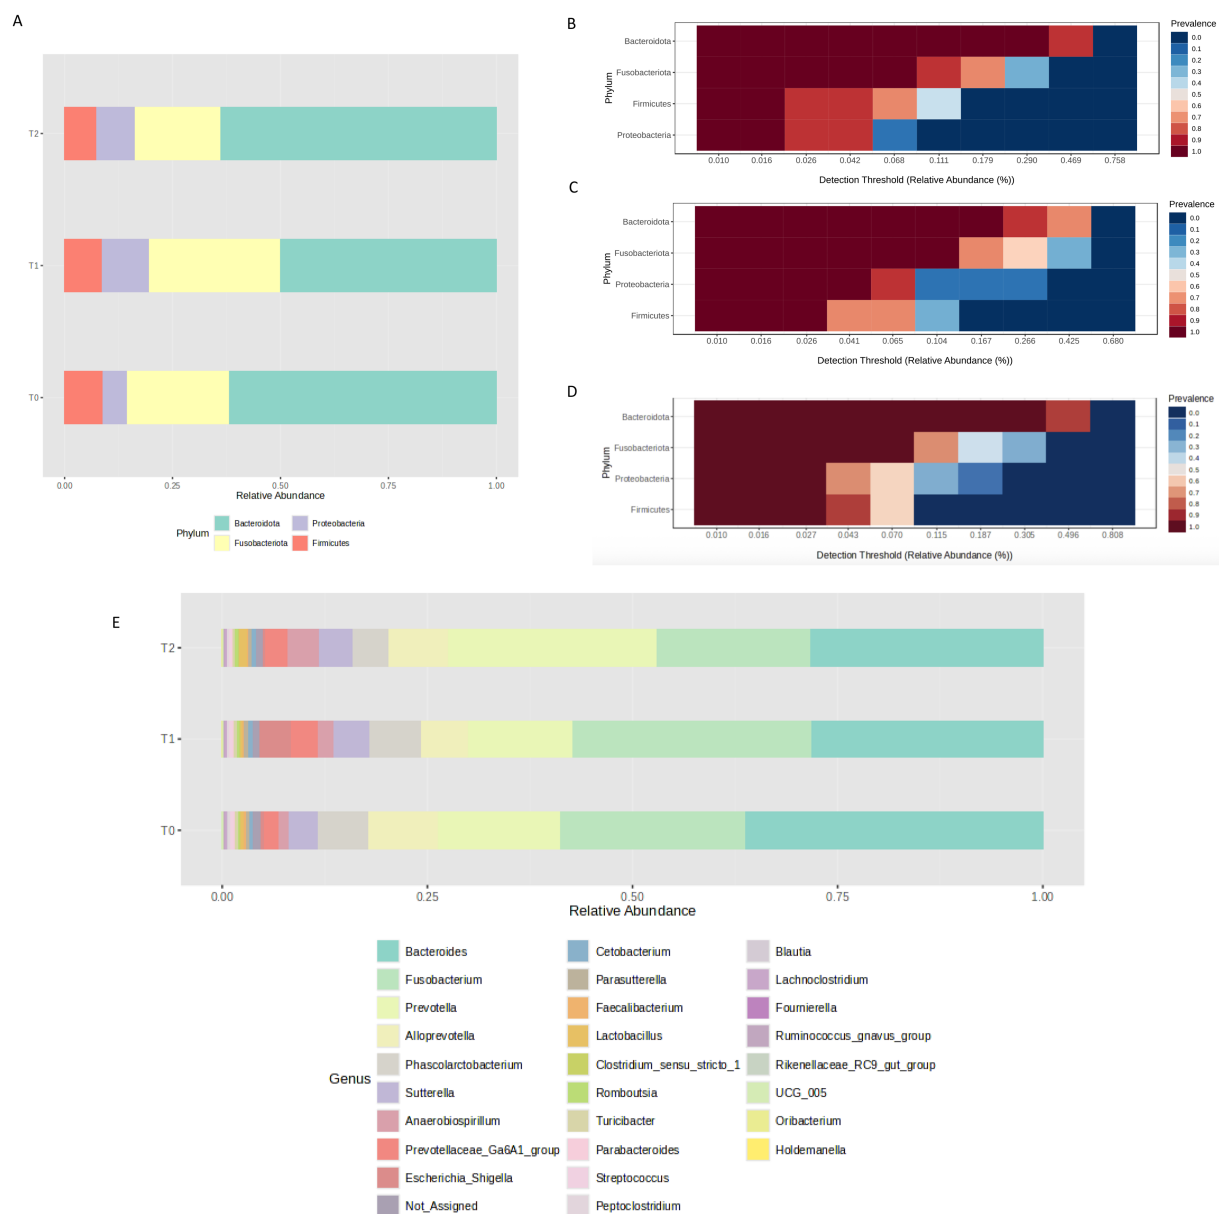 A
T2
T1
T0
0.00 0.25 0.50 0.75 1.00
Relative Abundance
Phylum
Bacteroidota Proteobacteria
Fusobacteriota Firmicutes
B
Phylum
Bacteroidota
Fusobacteriota
Firmicutes
Proteobacteria
0.010 0.016 0.026 0.042 0.068 0.111 0.179 0.290 0.469 0.758
Detection Threshold (Relative Abundance (%))
Prevalence
0.0
0.1
0.2
0.3
0.4
0.5
0.6
0.7
0.8
0.9
1.0
C
Phylum
Bacteroidota
Fusobacteriota
Proteobacteria
Firmicutes
0.010 0.016 0.026 0.041 0.065 0.104 0.167 0.266 0.425 0.680
Detection Threshold (Relative Abundance (%))
Prevalence
0.0
0.1
0.2
0.3
0.4
0.5
0.6
0.7
0.8
0.9
1.0
D
Phylum
Bacteroidota
Fusobacteriota
Proteobacteria
Firmicutes
0.010 0.016 0.027 0.043 0.070 0.115 0.187 0.305 0.496 0.808
Detection Threshold (Relative Abundance (%))
Prevalence
0.0
0.1
0.2
0.3
0.4
0.5
0.6
0.7
0.8
0.9
1.0
E
T2
T1
T0
0.00 0.25 0.50 0.75 1.00
Relative Abundance
Genus
Bacteroides Cetobacterium Blautia
Fusobacterium Parasutterella Lachnoclostridium
Prevotella Faecalibacterium Fournierella
Alloprevotella Lactobacillus Ruminococcus_gnavus_group
Phascolarctobacterium Clostridium_sensu_stricto_1 Rikenellaceae_RC9_gut_group
Sutterella Romboutsia UCG_005
Anaerobiospirillum Turicibacter Oribacterium
Prevotellaceae_Ga6A1_group Parabacteroides Holdemanella
Escherichia_Shigella Streptococcus
Not_Assigned Peptoclostridium